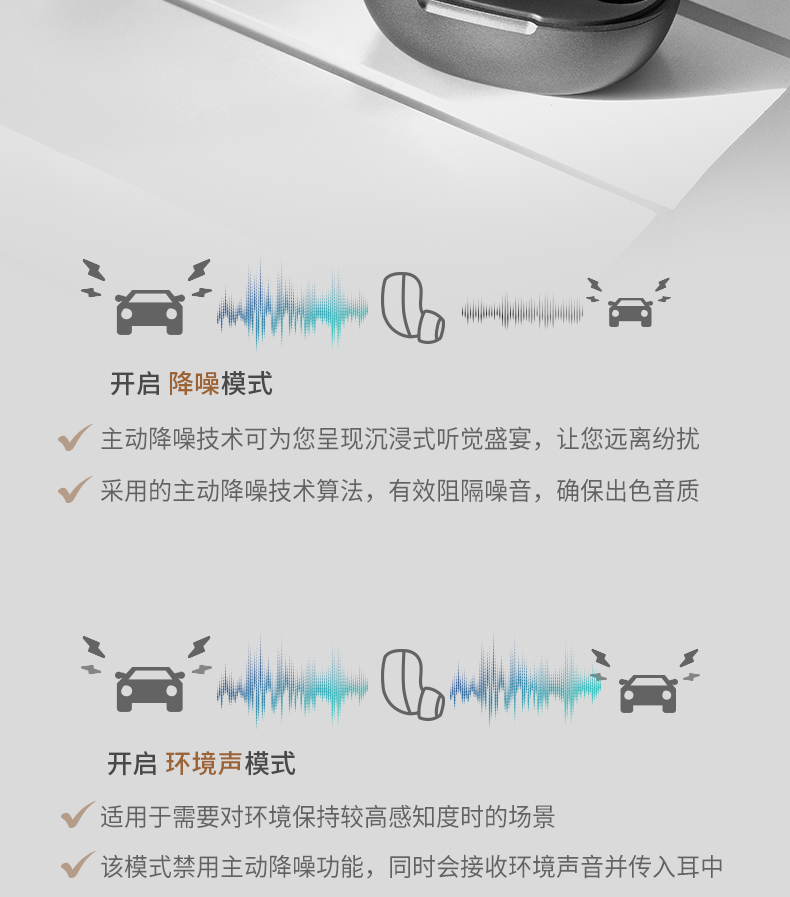 开启 降噪模式
主动降噪技术可为您呈现沉浸式听觉盛宴，让您远离纷扰
采用的主动降噪技术算法，有效阻隔噪音，确保出色音质
开启 环境声模式
适用于需要对环境保持较高感知度时的场景
该模式禁用主动降噪功能，同时会接收环境声音并传入耳中